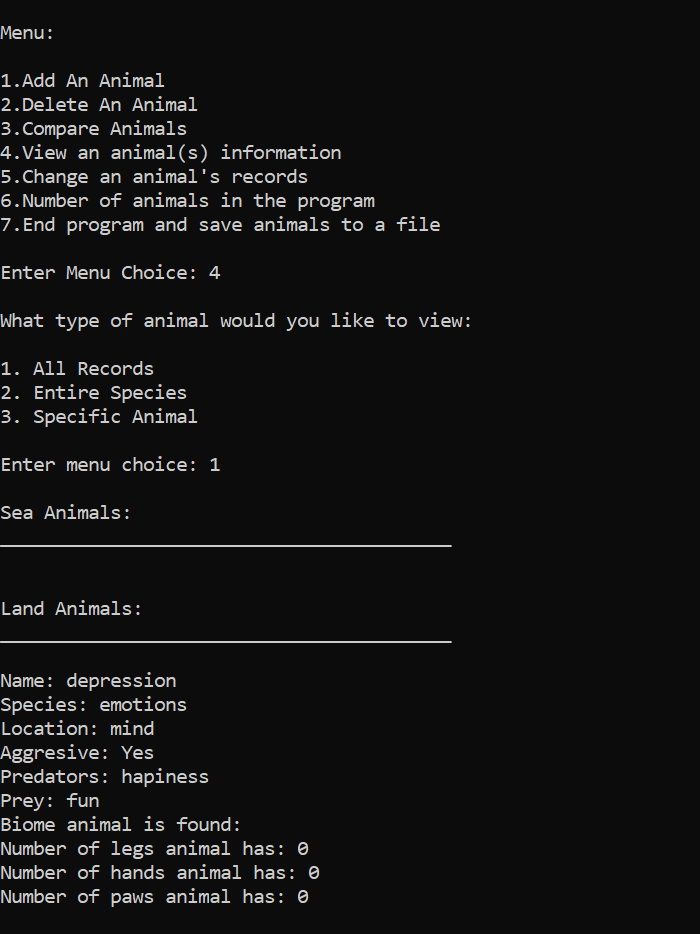 Menu:
1.Add An Animal
2.Delete An Animal
3.Compare Animals
4.View an animal(s) information
5.Change an animal's records
6.Number of animals in the program
7.End program and save animals to a file
Enter Menu Choice: 4
What type of animal would you like to view:
1. All Records
2. Entire Species
3. Specific Animal
Enter menu choice: 1
Sea Animals:
Land Animals:
Name: depression
Species: emotions
Location: mind
Aggresive: Yes
Predators: hapiness
Prey: fun
Biome animal is found:
Number of legs animal has: 0
Number of hands animal has: 0
Number of paws animal has: 0